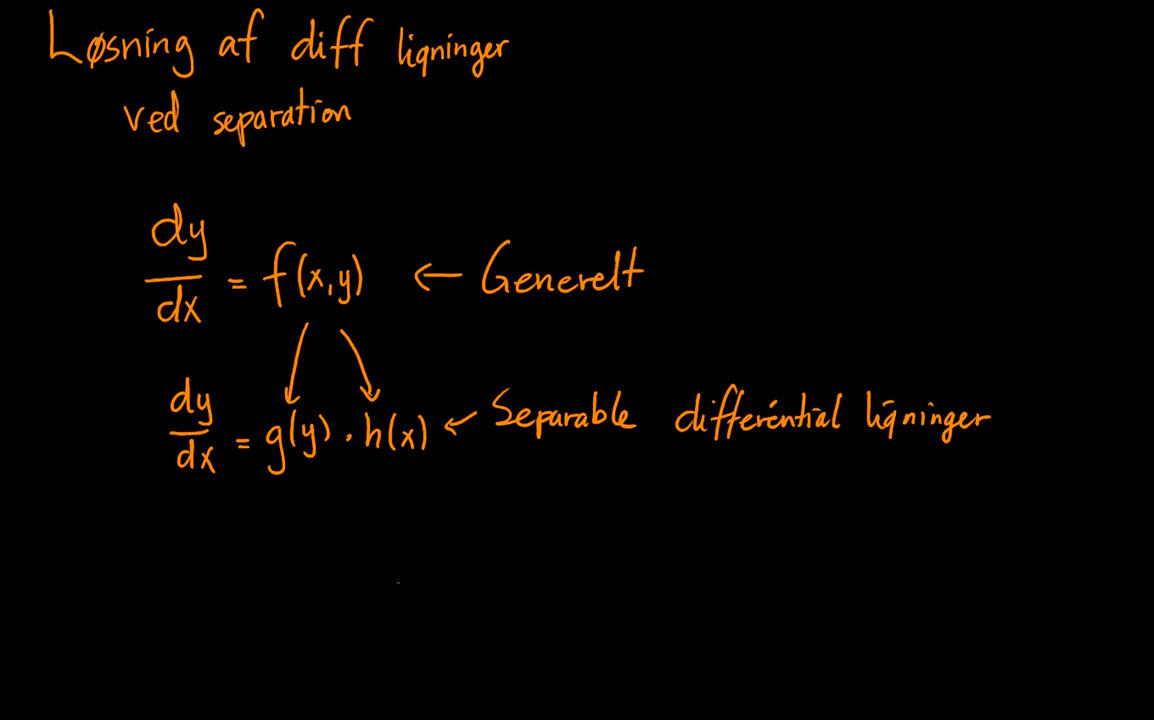 Løsning af diff ligninger
ved separation
dy/dx = f(x,y) ← Generelt
dy/dx = g(y) · h(x) ← Separable differential ligninger